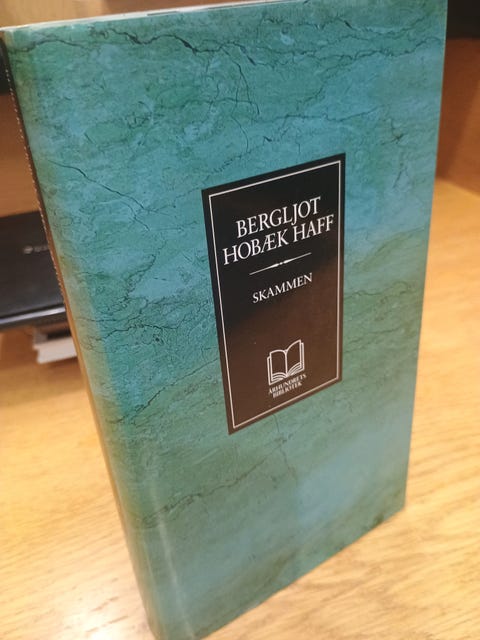 BERGLJOT
HOBÆK HAFF
SKAMMEN
ÅRHUNDRETS
BIBLIOTEK